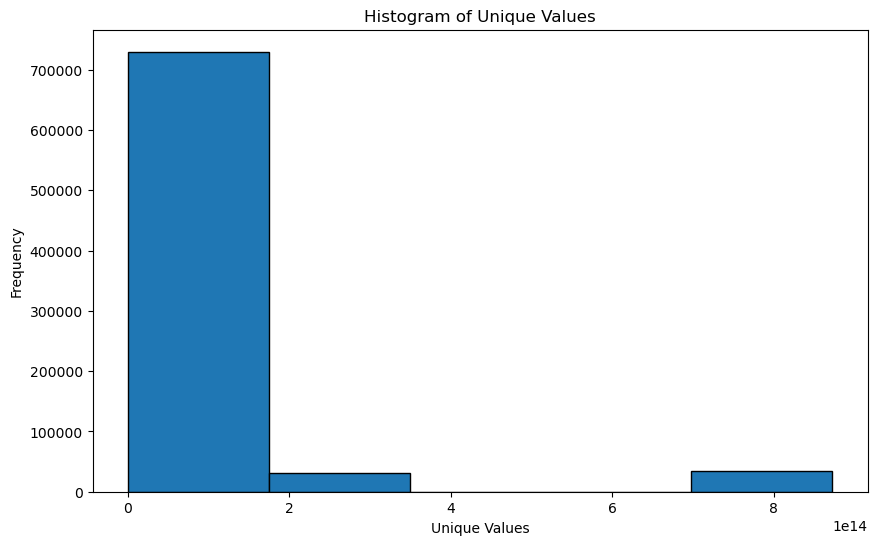 Histogram of Unique Values
700000
600000
500000
400000
300000
200000
100000
0
Frequency
0 2 4 6 8
1e14
Unique Values